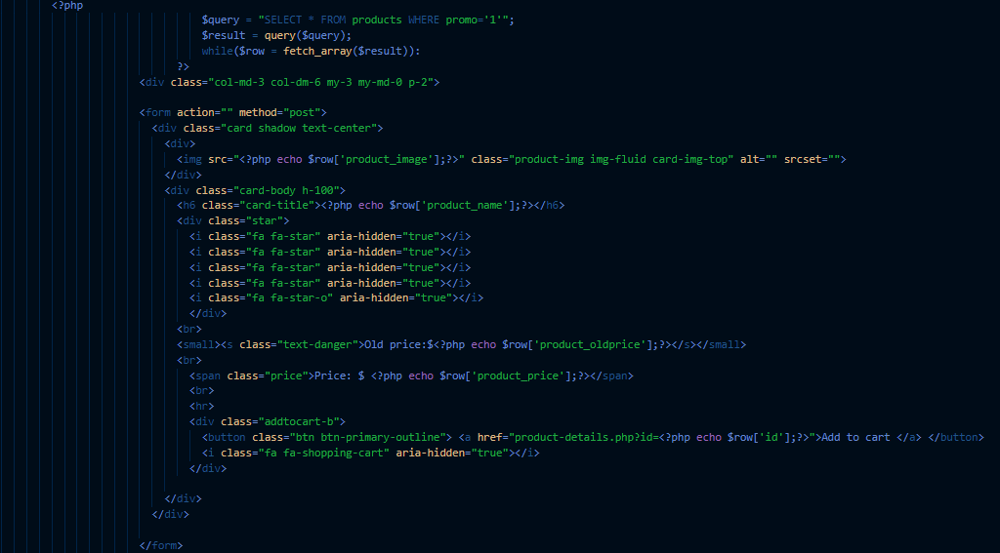 <?php
$query = "SELECT * FROM products WHERE promo='1'";
$result = query($query);
while($row = fetch_array($result)):
?>
<div class="col-md-3 col-dm-6 my-3 my-md-0 p-2">
<form action="" method="post">
<div class="card shadow text-center">
<div>
<img src="<?php echo $row['product_image'];?>" class="product-img img-fluid card-img-top" alt="" srcset="">
</div>
<div class="card-body h-100">
<h6 class="card-title"><?php echo $row['product_name'];?></h6>
<div class="star">
<i class="fa fa-star" aria-hidden="true"></i>
<i class="fa fa-star" aria-hidden="true"></i>
<i class="fa fa-star" aria-hidden="true"></i>
<i class="fa fa-star" aria-hidden="true"></i>
<i class="fa fa-star-o" aria-hidden="true"></i>
</div>
<br>
<small><s class="text-danger">Old price:$<?php echo $row['product_oldprice'];?></s></small>
<br>
<span class="price">Price: $ <?php echo $row['product_price'];?></span>
<br>
<hr>
<div class="addtocart-b">
<button class="btn btn-primary-outline"> <a href="product-details.php?id=<?php echo $row['id'];?>">Add to cart </a> </button>
<i class="fa fa-shopping-cart" aria-hidden="true"></i>
</div>
</div>
</div>
</form>